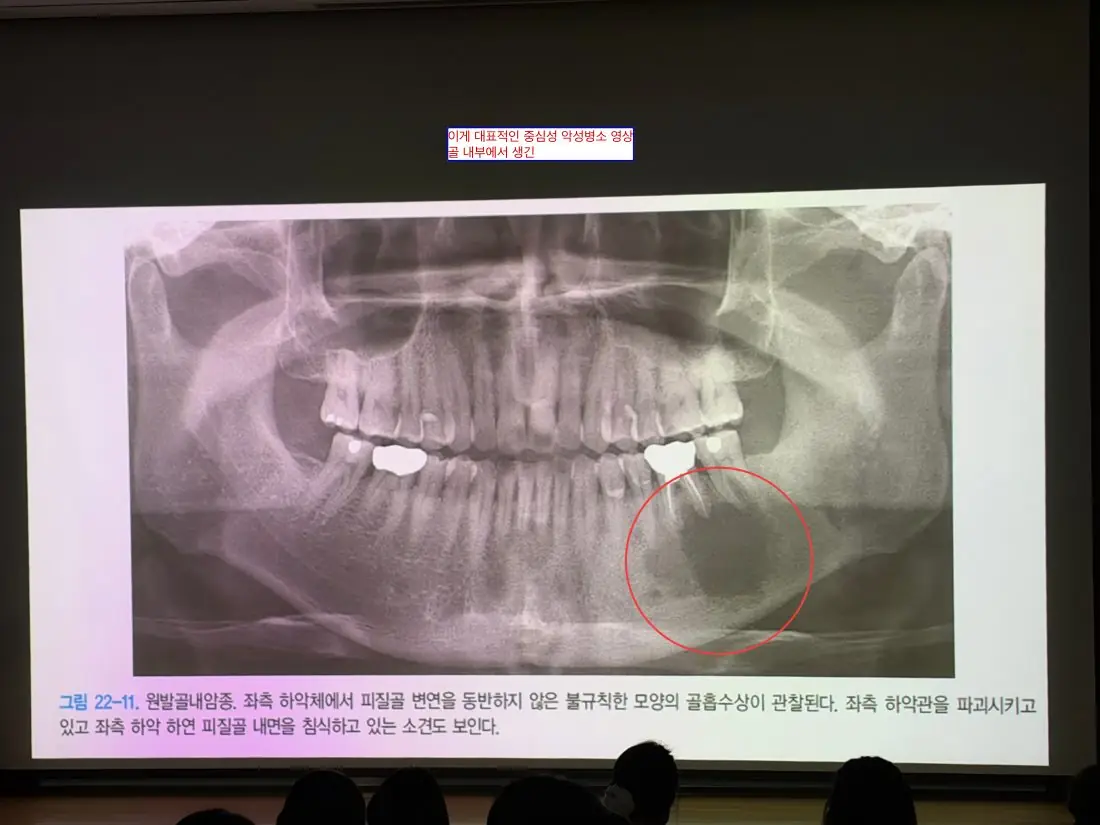 이게 대표적인 중심성 악성병소 영상
골 내부에서 생긴
그림 22-11. 원발골내암종. 좌측 하악체에서 피질골 변연을 동반하지 않은 불규칙한 모양의 골흡수상이 관찰된다. 좌측 하악관을 파괴시키고
있고 좌측 하악 하연 피질골 내면을 침식하고 있는 소견도 보인다.